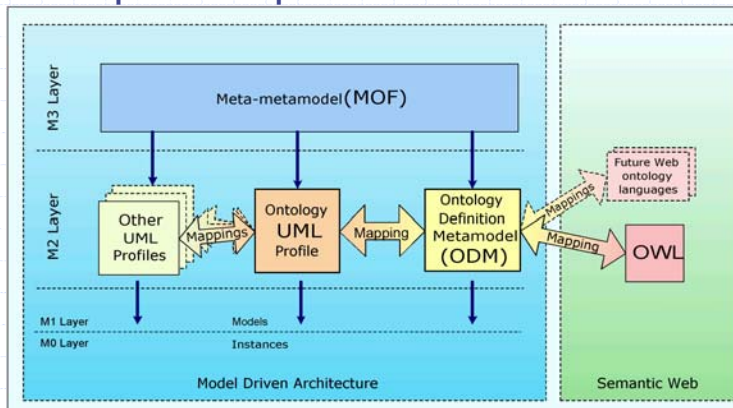 M3 Layer
Meta-metamodel(MOF)
M2 Layer
Other
UML
Profiles
Mappings
Ontology
UML
Profile
Mapping
Ontology
Definition
Metamodel
(ODM)
Mappings
Future Web
ontology
languages
Mapping
OWL
M1 Layer
Models
M0 Layer
Instances
Model Driven Architecture
Semantic Web